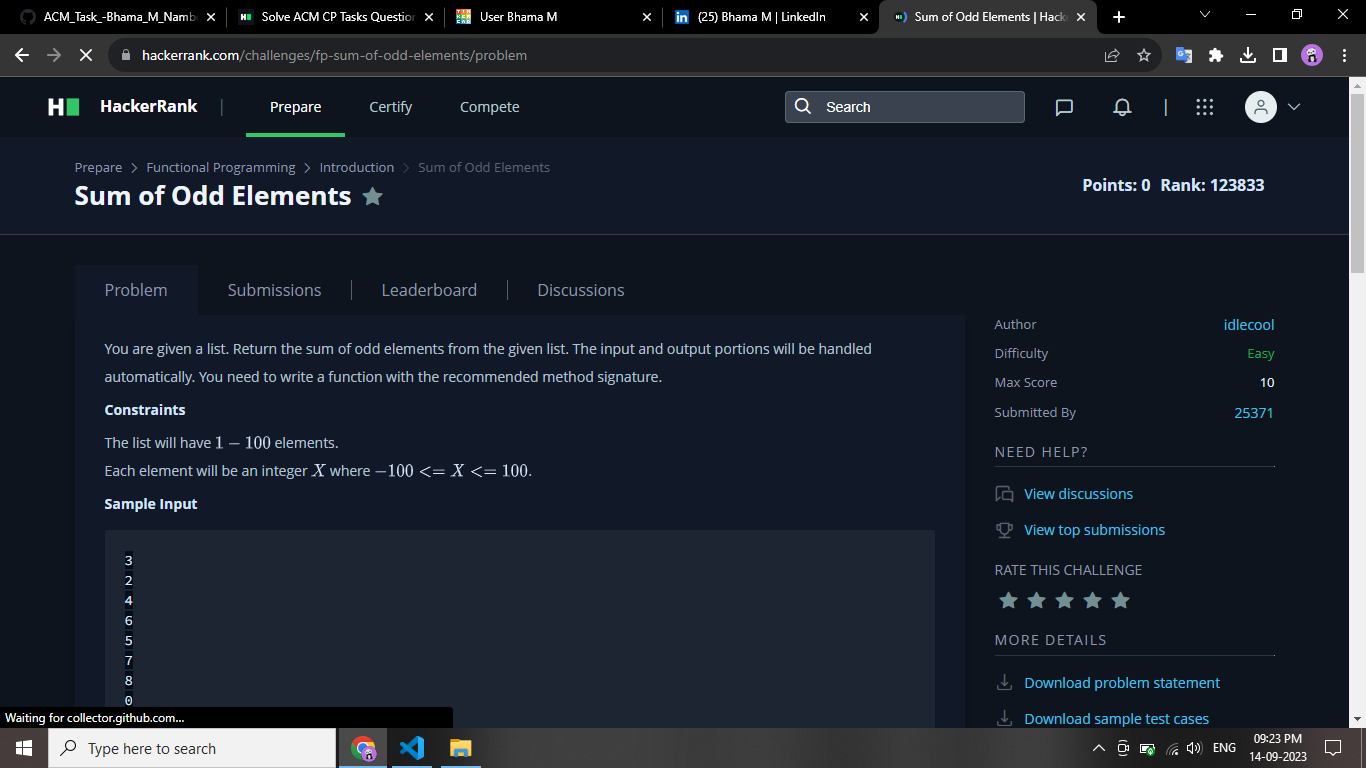 ACM_Task_-Bhama_M_Namb
Solve ACM CP Tasks Question
User Bhama M
(25) Bhama M | LinkedIn
Sum of Odd Elements | Hack
hackerrank.com/challenges/fp-sum-of-odd-elements/problem
HackerRank | Prepare Certify Compete Search
Prepare > Functional Programming > Introduction > Sum of Odd Elements
Sum of Odd Elements
Points: 0 Rank: 123833
Problem
Submissions
Leaderboard
Discussions
You are given a list. Return the sum of odd elements from the given list. The input and output portions will be handled
automatically. You need to write a function with the recommended method signature.
Constraints
The list will have 1 − 100 elements.
Each element will be an integer X where −100 <= X <= 100.
Sample Input
3
2
4
6
5
7
8
0
Author idlecool
Difficulty Easy
Max Score 10
Submitted By 25371
NEED HELP?
View discussions
View top submissions
RATE THIS CHALLENGE
MORE DETAILS
Download problem statement
Download sample test cases
Waiting for collector.github.com...
Type here to search
ENG
09:23 PM
14-09-2023